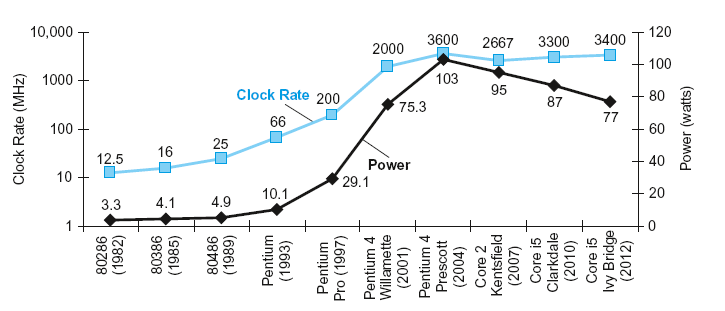 10,000
1000
100
10
1
Clock Rate (MHz)
120
100
80
60
40
20
0
Power (watts)
Clock Rate
Power
12.5
16
25
66
200
2000
3600
2667
3300
3400
3.3
4.1
4.9
10.1
29.1
75.3
103
95
87
77
80286
(1982)
80386
(1985)
80486
(1989)
Pentium
(1993)
Pentium
Pro (1997)
Pentium 4
Willamette
(2001)
Pentium 4
Prescott
(2004)
Core 2
Kentsfield
(2007)
Core i5
Clarkdale
(2010)
Core i5
Ivy Bridge
(2012)